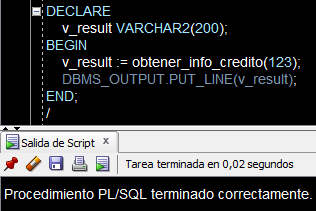 DECLARE
v_result VARCHAR2(200);
BEGIN
v_result := obtener_info_credito(123);
DBMS_OUTPUT.PUT_LINE(v_result);
END;
/
Salida de Script x
Tarea terminada en 0,02 segundos
Procedimiento PL/SQL terminado correctamente.